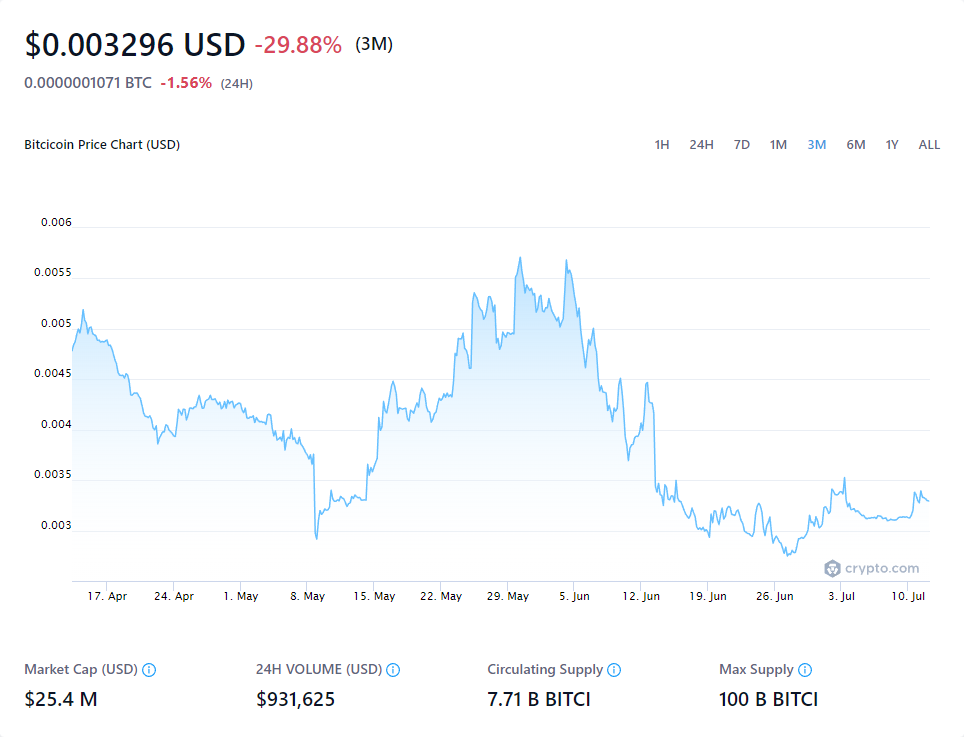 $0.003296 USD -29.88% (3M)
0.0000001071 BTC -1.56% (24H)
Bitcicoin Price Chart (USD) 1H 24H 7D 1M 3M 6M 1Y ALL
0.006
0.0055
0.005
0.0045
0.004
0.0035
0.003
crypto.com
17. Apr 24. Apr 1. May 8. May 15. May 22. May 29. May 5. Jun 12. Jun 19. Jun 26. Jun 3. Jul 10. Jul
Market Cap (USD) 24H VOLUME (USD) Circulating Supply Max Supply
$25.4 M $931,625 7.71 B BITCI 100 B BITCI